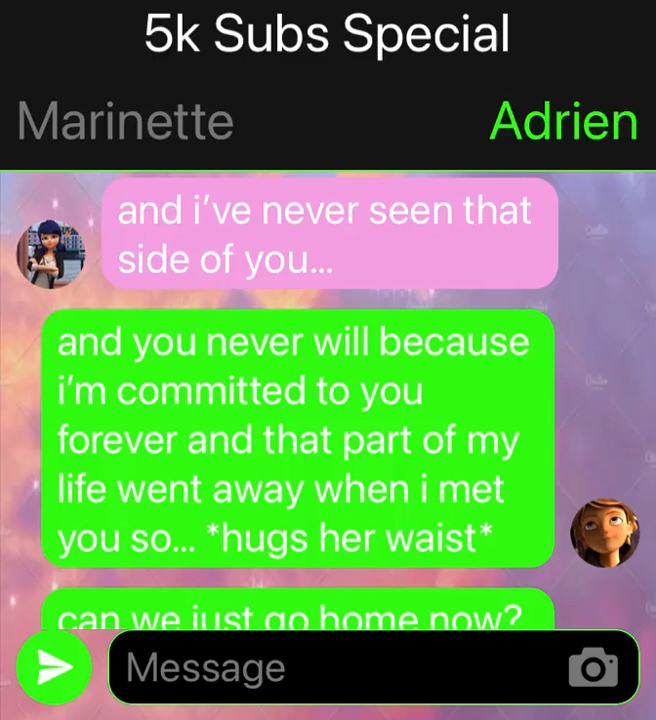 5k Subs Special
Marinette
Adrien
and i've never seen that
side of you...
and you never will because
i'm committed to you
forever and that part of my
life went away when i met
you so... *hugs her waist*
can we just go home now?
Message